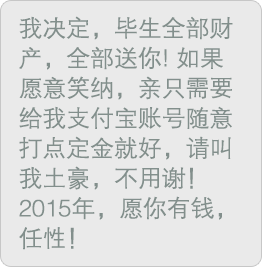 我决定，毕生全部财
产，全部送你！如果
愿意笑纳，亲只需要
给我支付宝账号随意
打点定金就好，请叫
我土豪，不用谢！
2015年，愿你有钱，
任性！